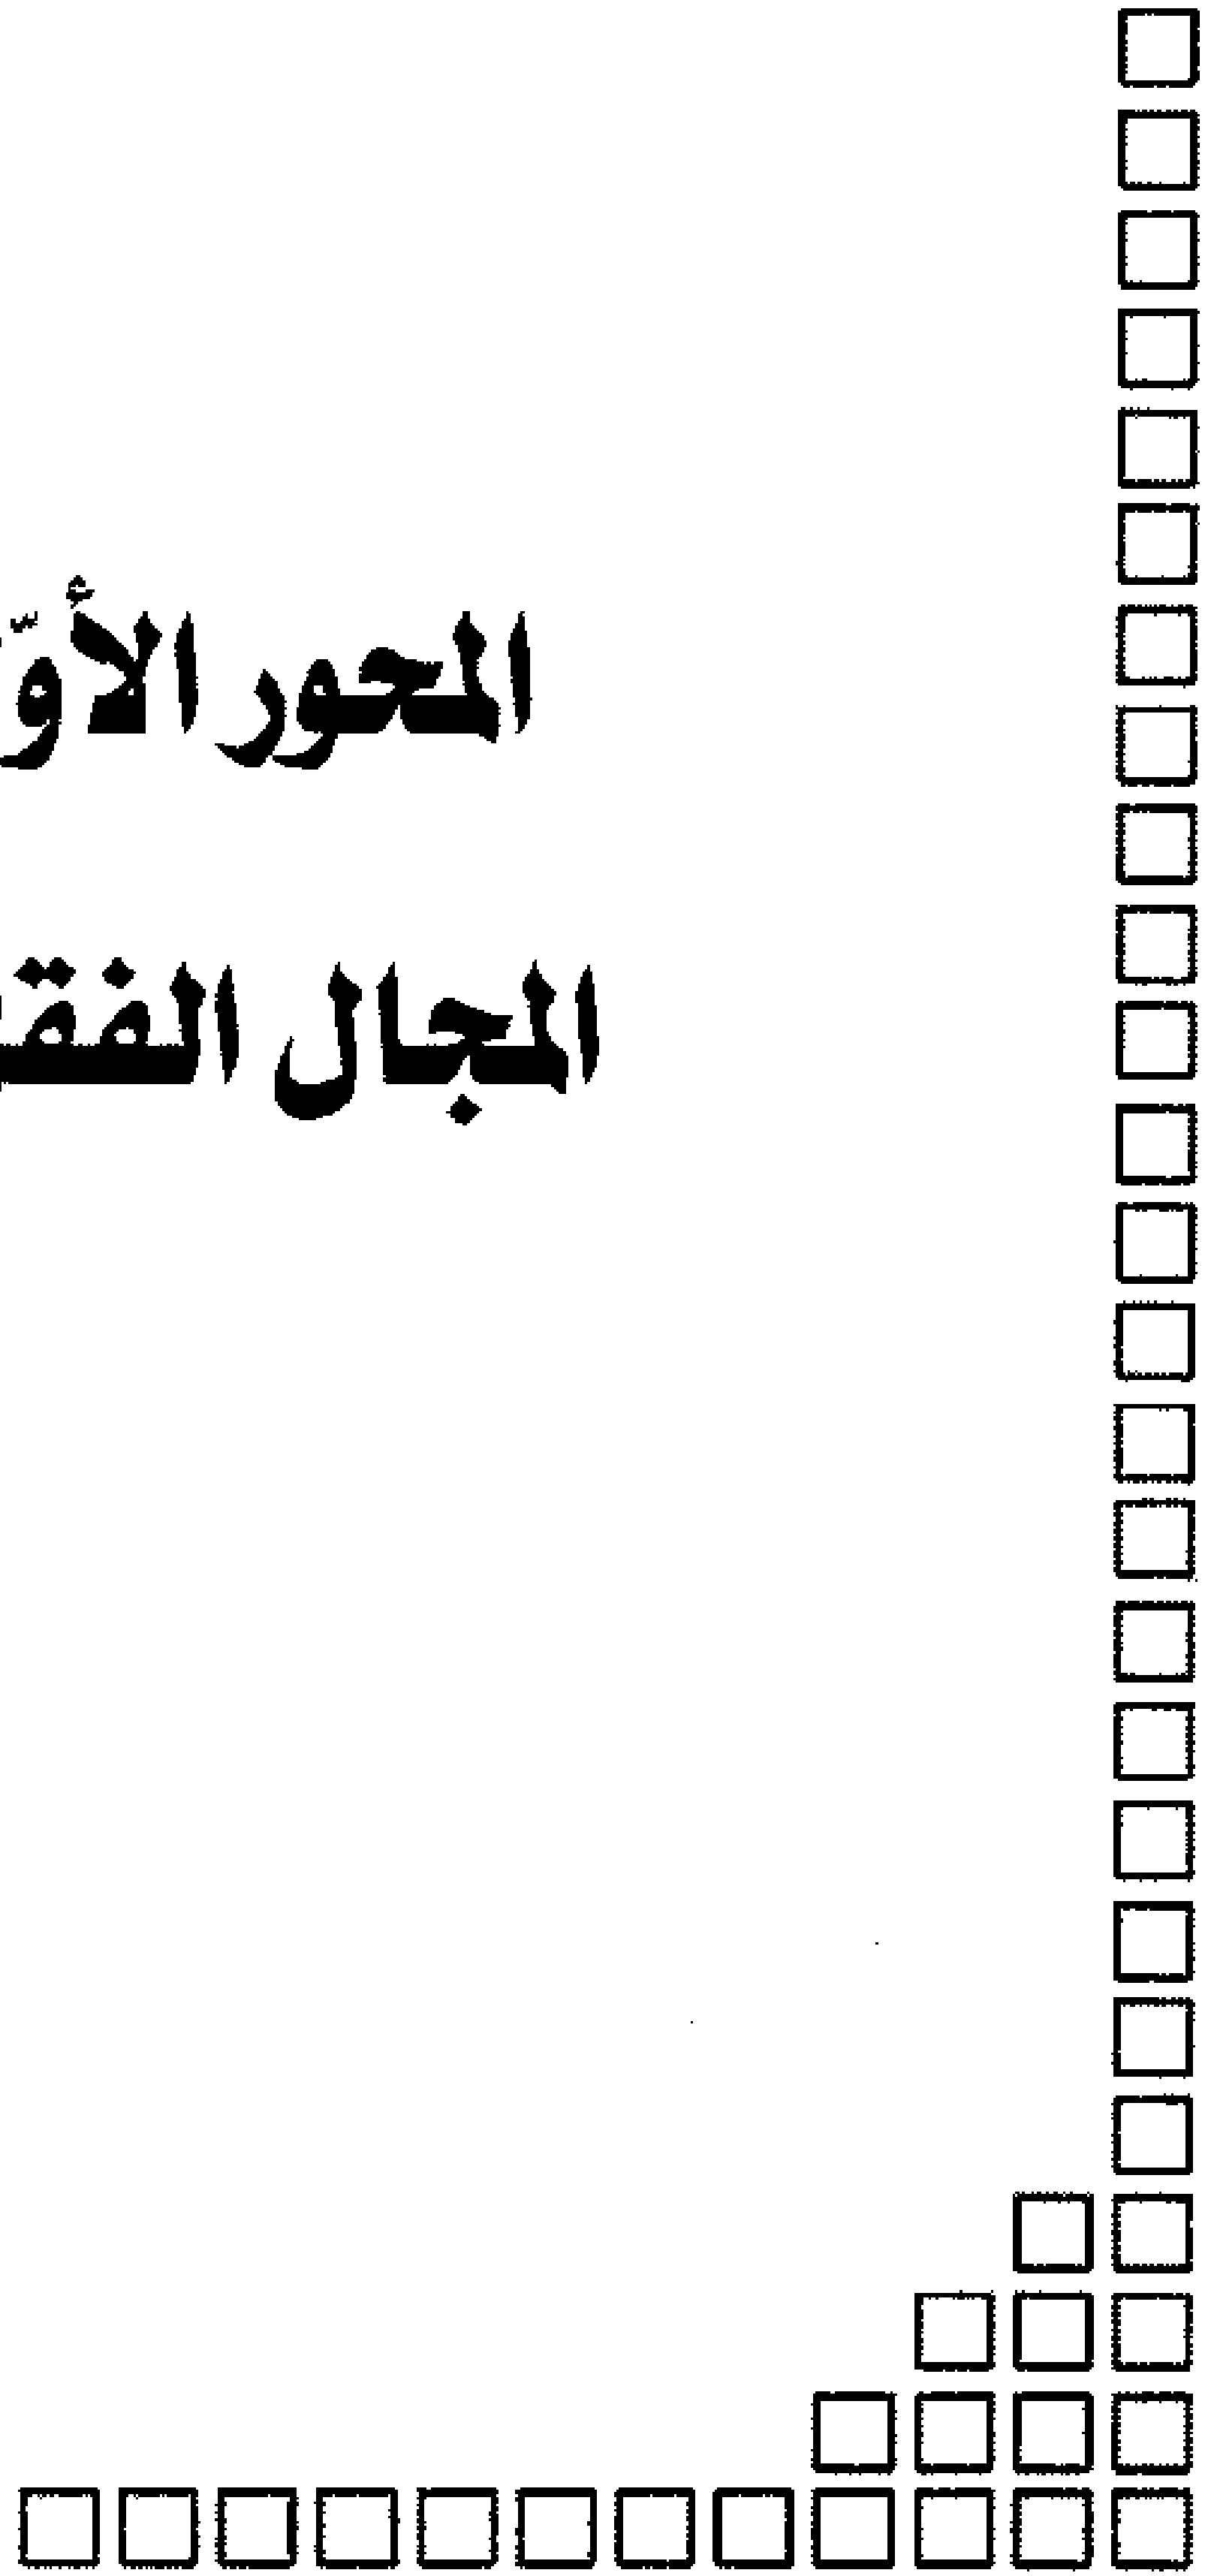 المحور الأوّ
المجال الفق